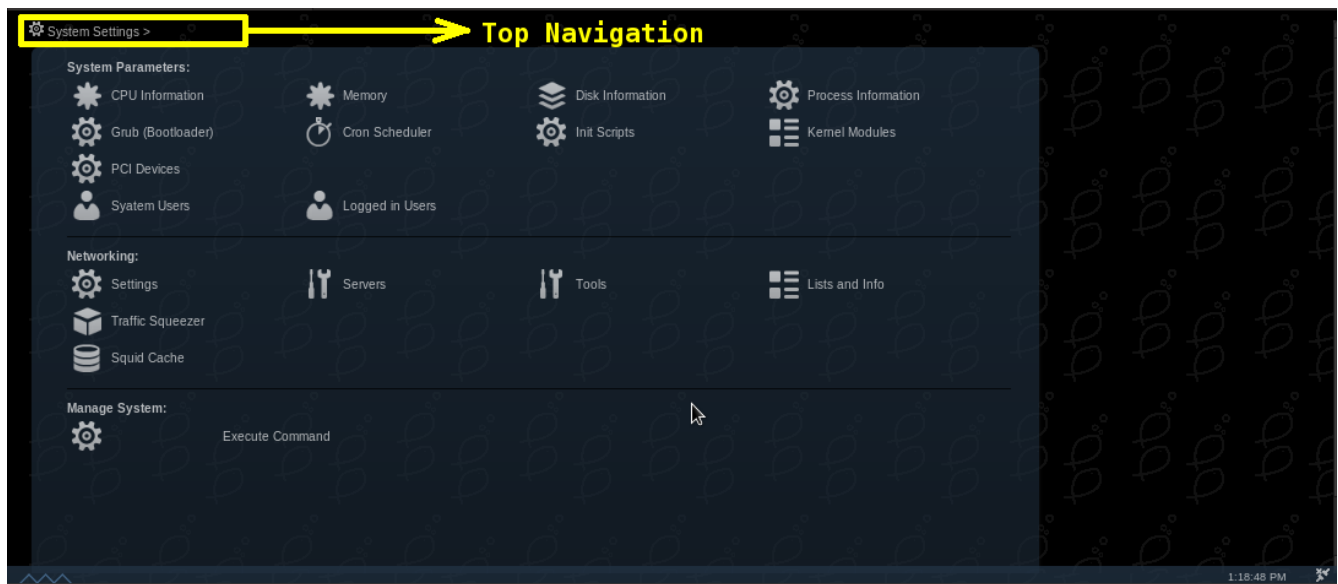 System Settings >
Top Navigation
System Parameters:
CPU Information Memory Disk Information Process Information
Grub (Bootloader) Cron Scheduler Init Scripts Kernel Modules
PCI Devices
Syatem Users Logged in Users
Networking:
Settings Servers Tools Lists and Info
Traffic Squeezer
Squid Cache
Manage System:
Execute Command
1:18:48 PM